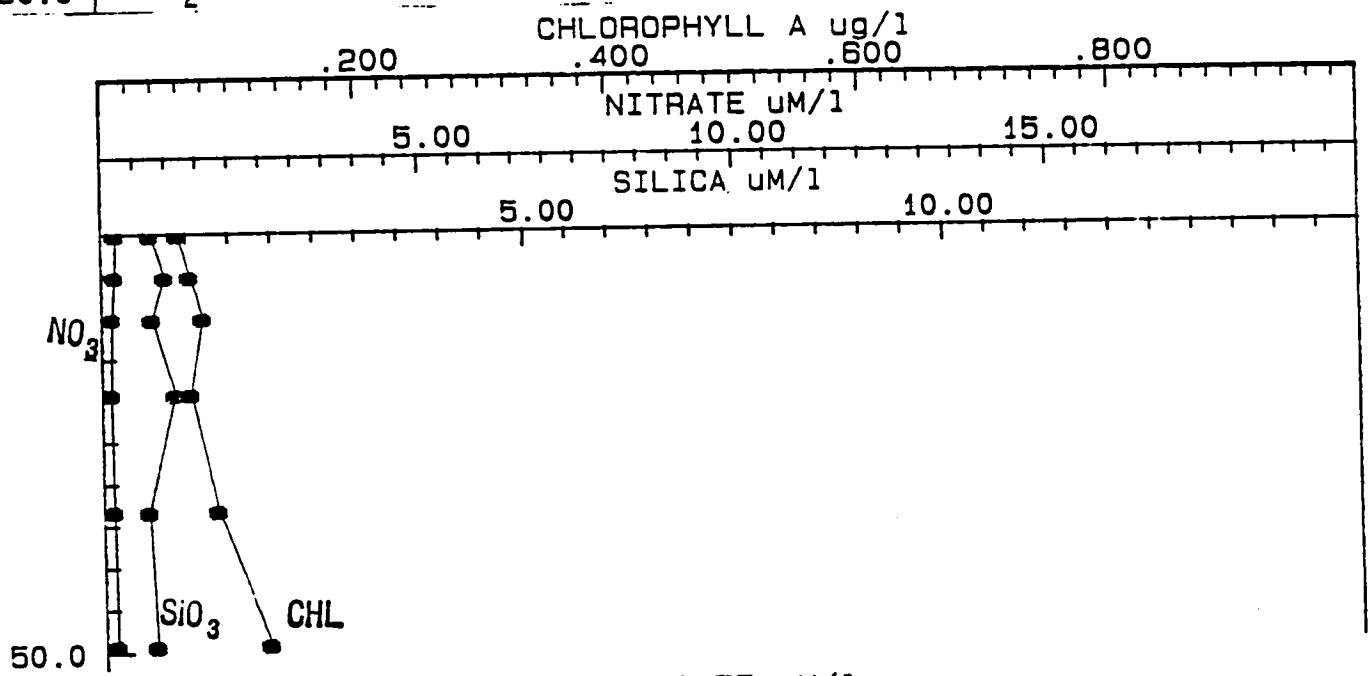 2
CHLOROPHYLL A ug/l
.200 .400 .600 .800
NITRATE uM/l
5.00 10.00 15.00
SILICA uM/l
5.00 10.00
NO3
SiO3 CHL
50.0